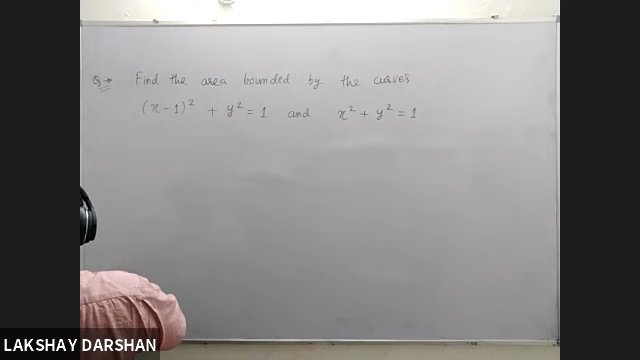 Q→ Find the area bounded by the curves
(x-1)² + y² = 1 and x² + y² = 1
LAKSHAY DARSHAN